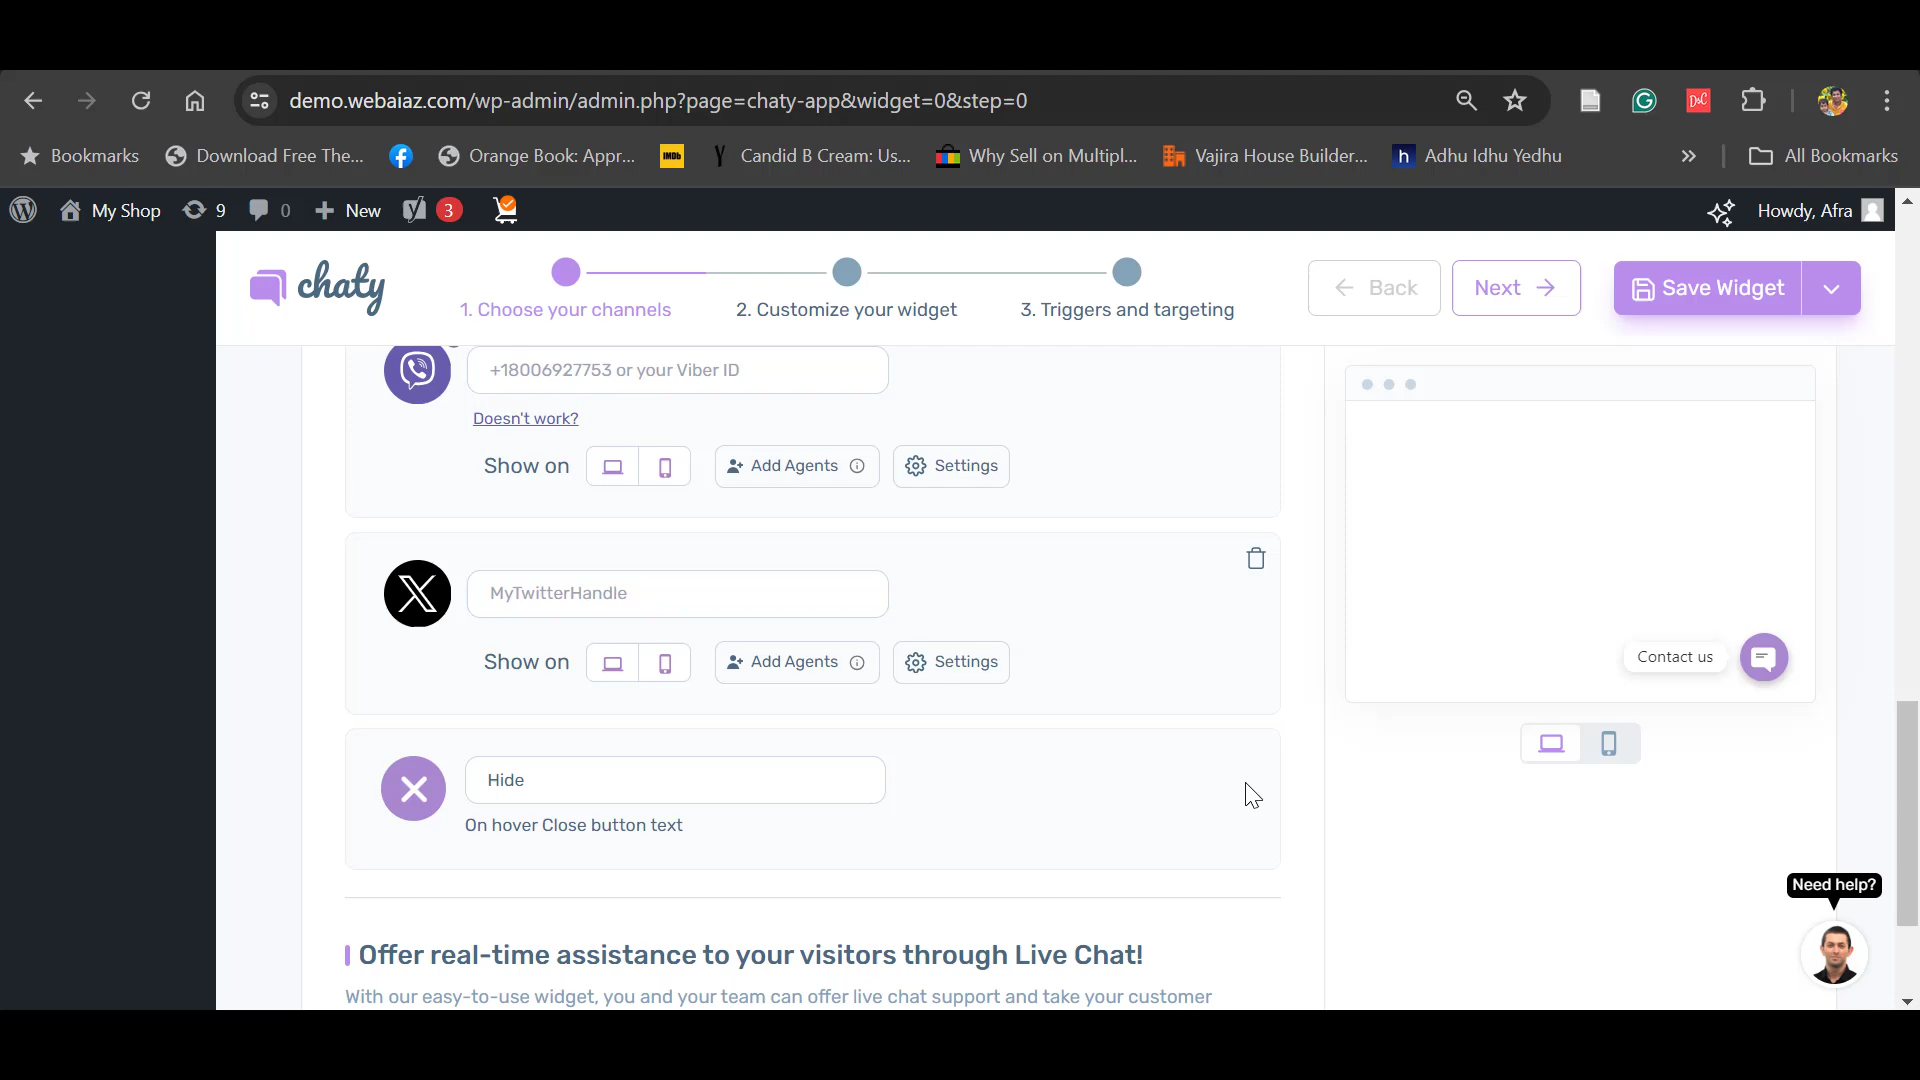 demo.webaiaz.com/wp-admin/admin.php?page=chaty-app&widget=0&step=0
D&C
Bookmarks
Download Free The...
Orange Book: Appr...
IMDb
Candid B Cream: Us...
Why Sell on Multipl...
Vajira House Builder...
h
Adhu Idhu Yedhu
»
All Bookmarks
My Shop
9
0
New
3
Howdy, Afra
chaty
1. Choose your channels
2. Customize your widget
3. Triggers and targeting
Back
Next
Save Widget
+18006927753 or your Viber ID
Doesn't work?
Show on
Add Agents
Settings
MyTwitterHandle
Show on
Add Agents
Settings
Contact us
Hide
On hover Close button text
Need help?
Offer real-time assistance to your visitors through Live Chat!
With our easy-to-use widget, you and your team can offer live chat support and take your customer